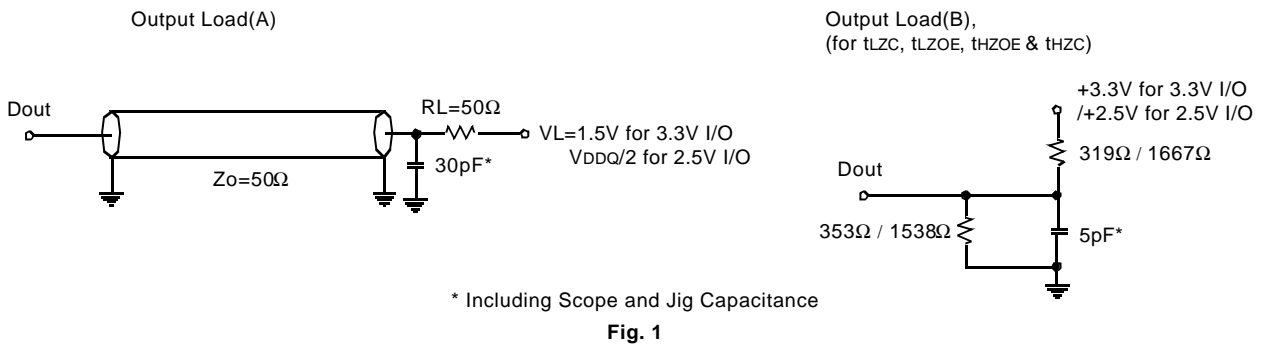 Output Load(A)
Dout
Zo=50Ω
RL=50Ω
30pF*
VL=1.5V for 3.3V I/O
VDDQ/2 for 2.5V I/O
Output Load(B),
(for tLZC, tLZOE, tHZOE & tHZC)
+3.3V for 3.3V I/O
/+2.5V for 2.5V I/O
319Ω / 1667Ω
Dout
353Ω / 1538Ω
5pF*
* Including Scope and Jig Capacitance
Fig. 1